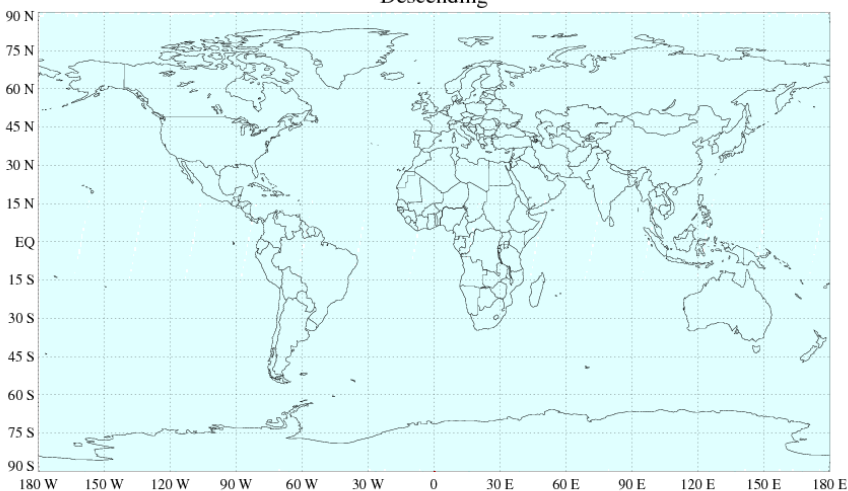 Descending
90 N
75 N
60 N
45 N
30 N
15 N
EQ
15 S
30 S
45 S
60 S
75 S
90 S
180 W 150 W 120 W 90 W 60 W 30 W 0 30 E 60 E 90 E 120 E 150 E 180 E